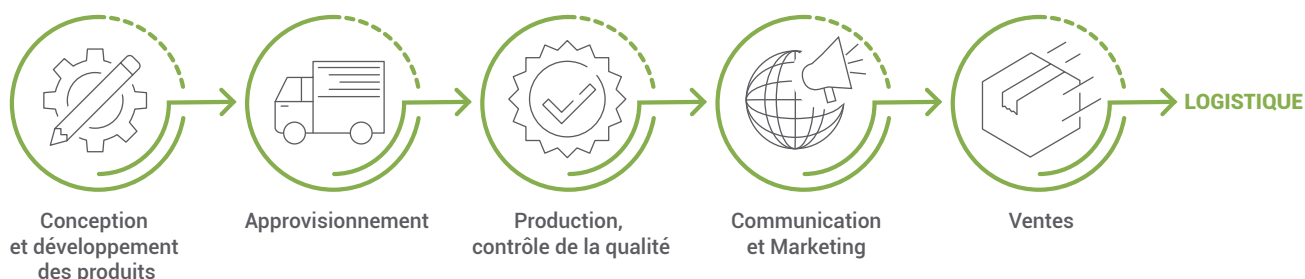 Conception
et développement
des produits
Approvisionnement
Production,
contrôle de la qualité
Communication
et Marketing
Ventes
LOGISTIQUE